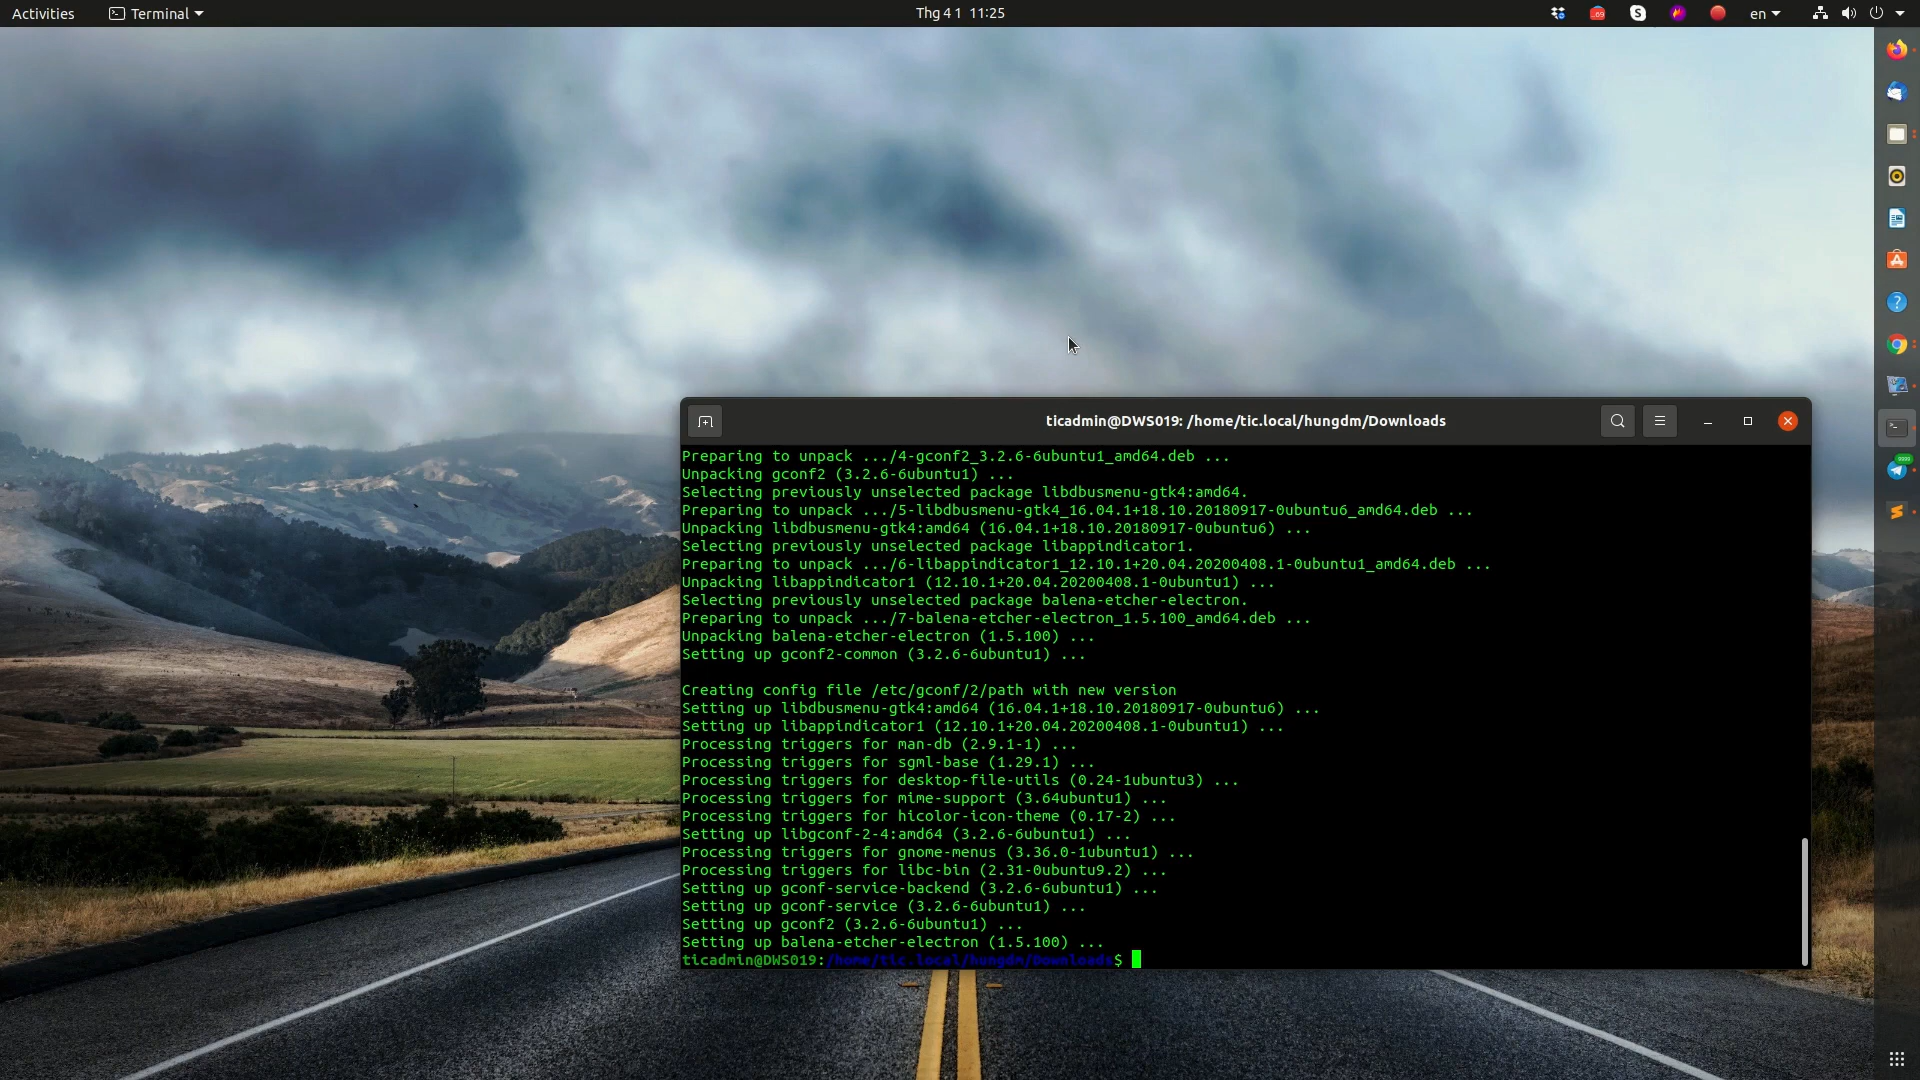 Activities
Terminal
Thg 4 1 11:25
en
ticadmin@DWS019: /home/tic.local/hungdm/Downloads
Preparing to unpack .../4-gconf2_3.2.6-6ubuntu1_amd64.deb ...
Unpacking gconf2 (3.2.6-6ubuntu1) ...
Selecting previously unselected package libdbusmenu-gtk4:amd64.
Preparing to unpack .../5-libdbusmenu-gtk4_16.04.1+18.10.20180917-0ubuntu6_amd64.deb ...
Unpacking libdbusmenu-gtk4:amd64 (16.04.1+18.10.20180917-0ubuntu6) ...
Selecting previously unselected package libappindicator1.
Preparing to unpack .../6-libappindicator1_12.10.1+20.04.20200408.1-0ubuntu1_amd64.deb ...
Unpacking libappindicator1 (12.10.1+20.04.20200408.1-0ubuntu1) ...
Selecting previously unselected package balena-etcher-electron.
Preparing to unpack .../7-balena-etcher-electron_1.5.100_amd64.deb ...
Unpacking balena-etcher-electron (1.5.100) ...
Setting up gconf2-common (3.2.6-6ubuntu1) ...

Creating config file /etc/gconf/2/path with new version
Setting up libdbusmenu-gtk4:amd64 (16.04.1+18.10.20180917-0ubuntu6) ...
Setting up libappindicator1 (12.10.1+20.04.20200408.1-0ubuntu1) ...
Processing triggers for man-db (2.9.1-1) ...
Processing triggers for sgml-base (1.29.1) ...
Processing triggers for desktop-file-utils (0.24-1ubuntu3) ...
Processing triggers for mime-support (3.64ubuntu1) ...
Processing triggers for hicolor-icon-theme (0.17-2) ...
Setting up libgconf-2-4:amd64 (3.2.6-6ubuntu1) ...
Processing triggers for gnome-menus (3.36.0-1ubuntu1) ...
Processing triggers for libc-bin (2.31-0ubuntu9.2) ...
Setting up gconf-service-backend (3.2.6-6ubuntu1) ...
Setting up gconf-service (3.2.6-6ubuntu1) ...
Setting up gconf2 (3.2.6-6ubuntu1) ...
Setting up balena-etcher-electron (1.5.100) ...
ticadmin@DWS019:/home/tic.local/hungdm/Downloads$